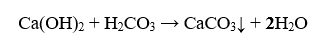 Ca(OH)₂ + H₂CO₃ → CaCO₃↓ + 2H₂O